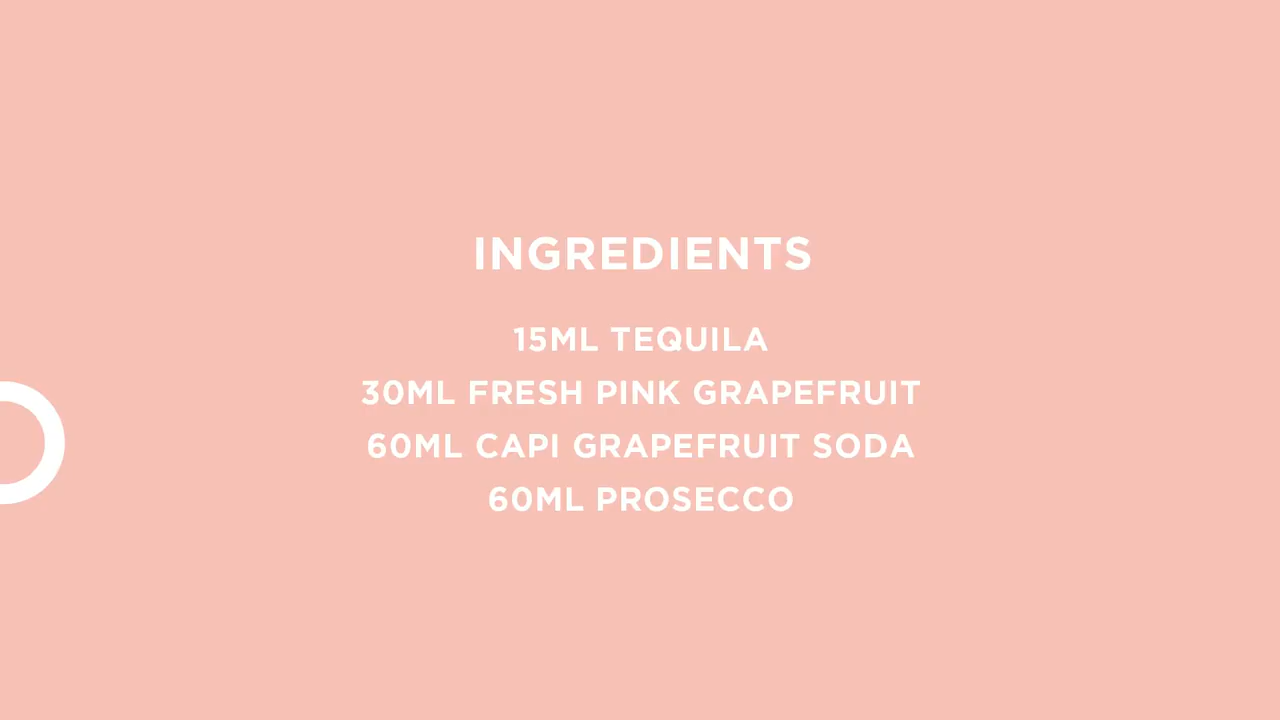 INGREDIENTS
15ML TEQUILA
30ML FRESH PINK GRAPEFRUIT
60ML CAPI GRAPEFRUIT SODA
60ML PROSECCO